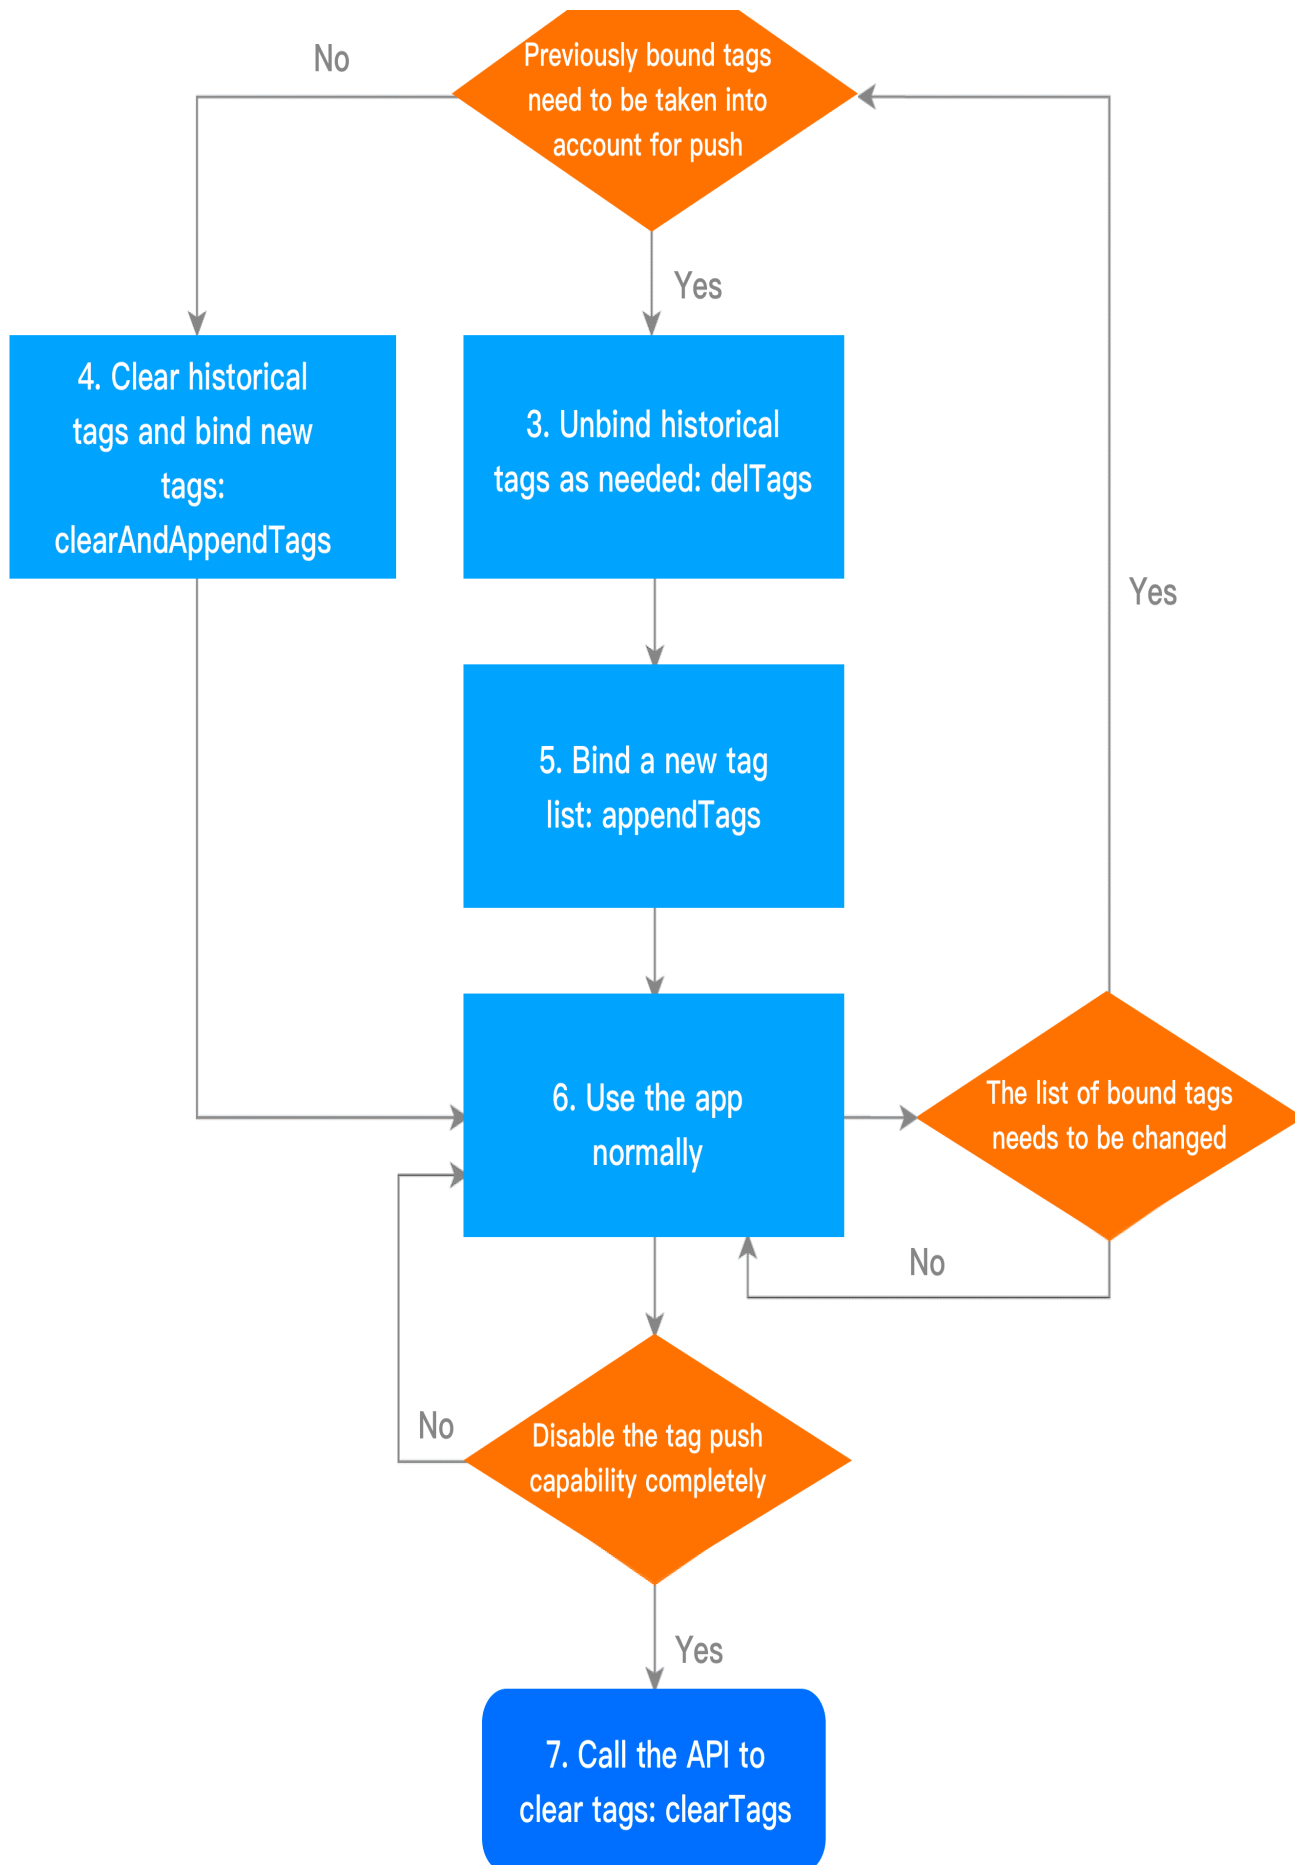 No
Previously bound tags
need to be taken into
account for push
Yes
4. Clear historical
tags and bind new
tags:
clearAndAppendTags
3. Unbind historical
tags as needed: delTags
Yes
5. Bind a new tag
list: appendTags
6. Use the app
normally
The list of bound tags
needs to be changed
No
No
Disable the tag push
capability completely
Yes
7. Call the API to
clear tags: clearTags